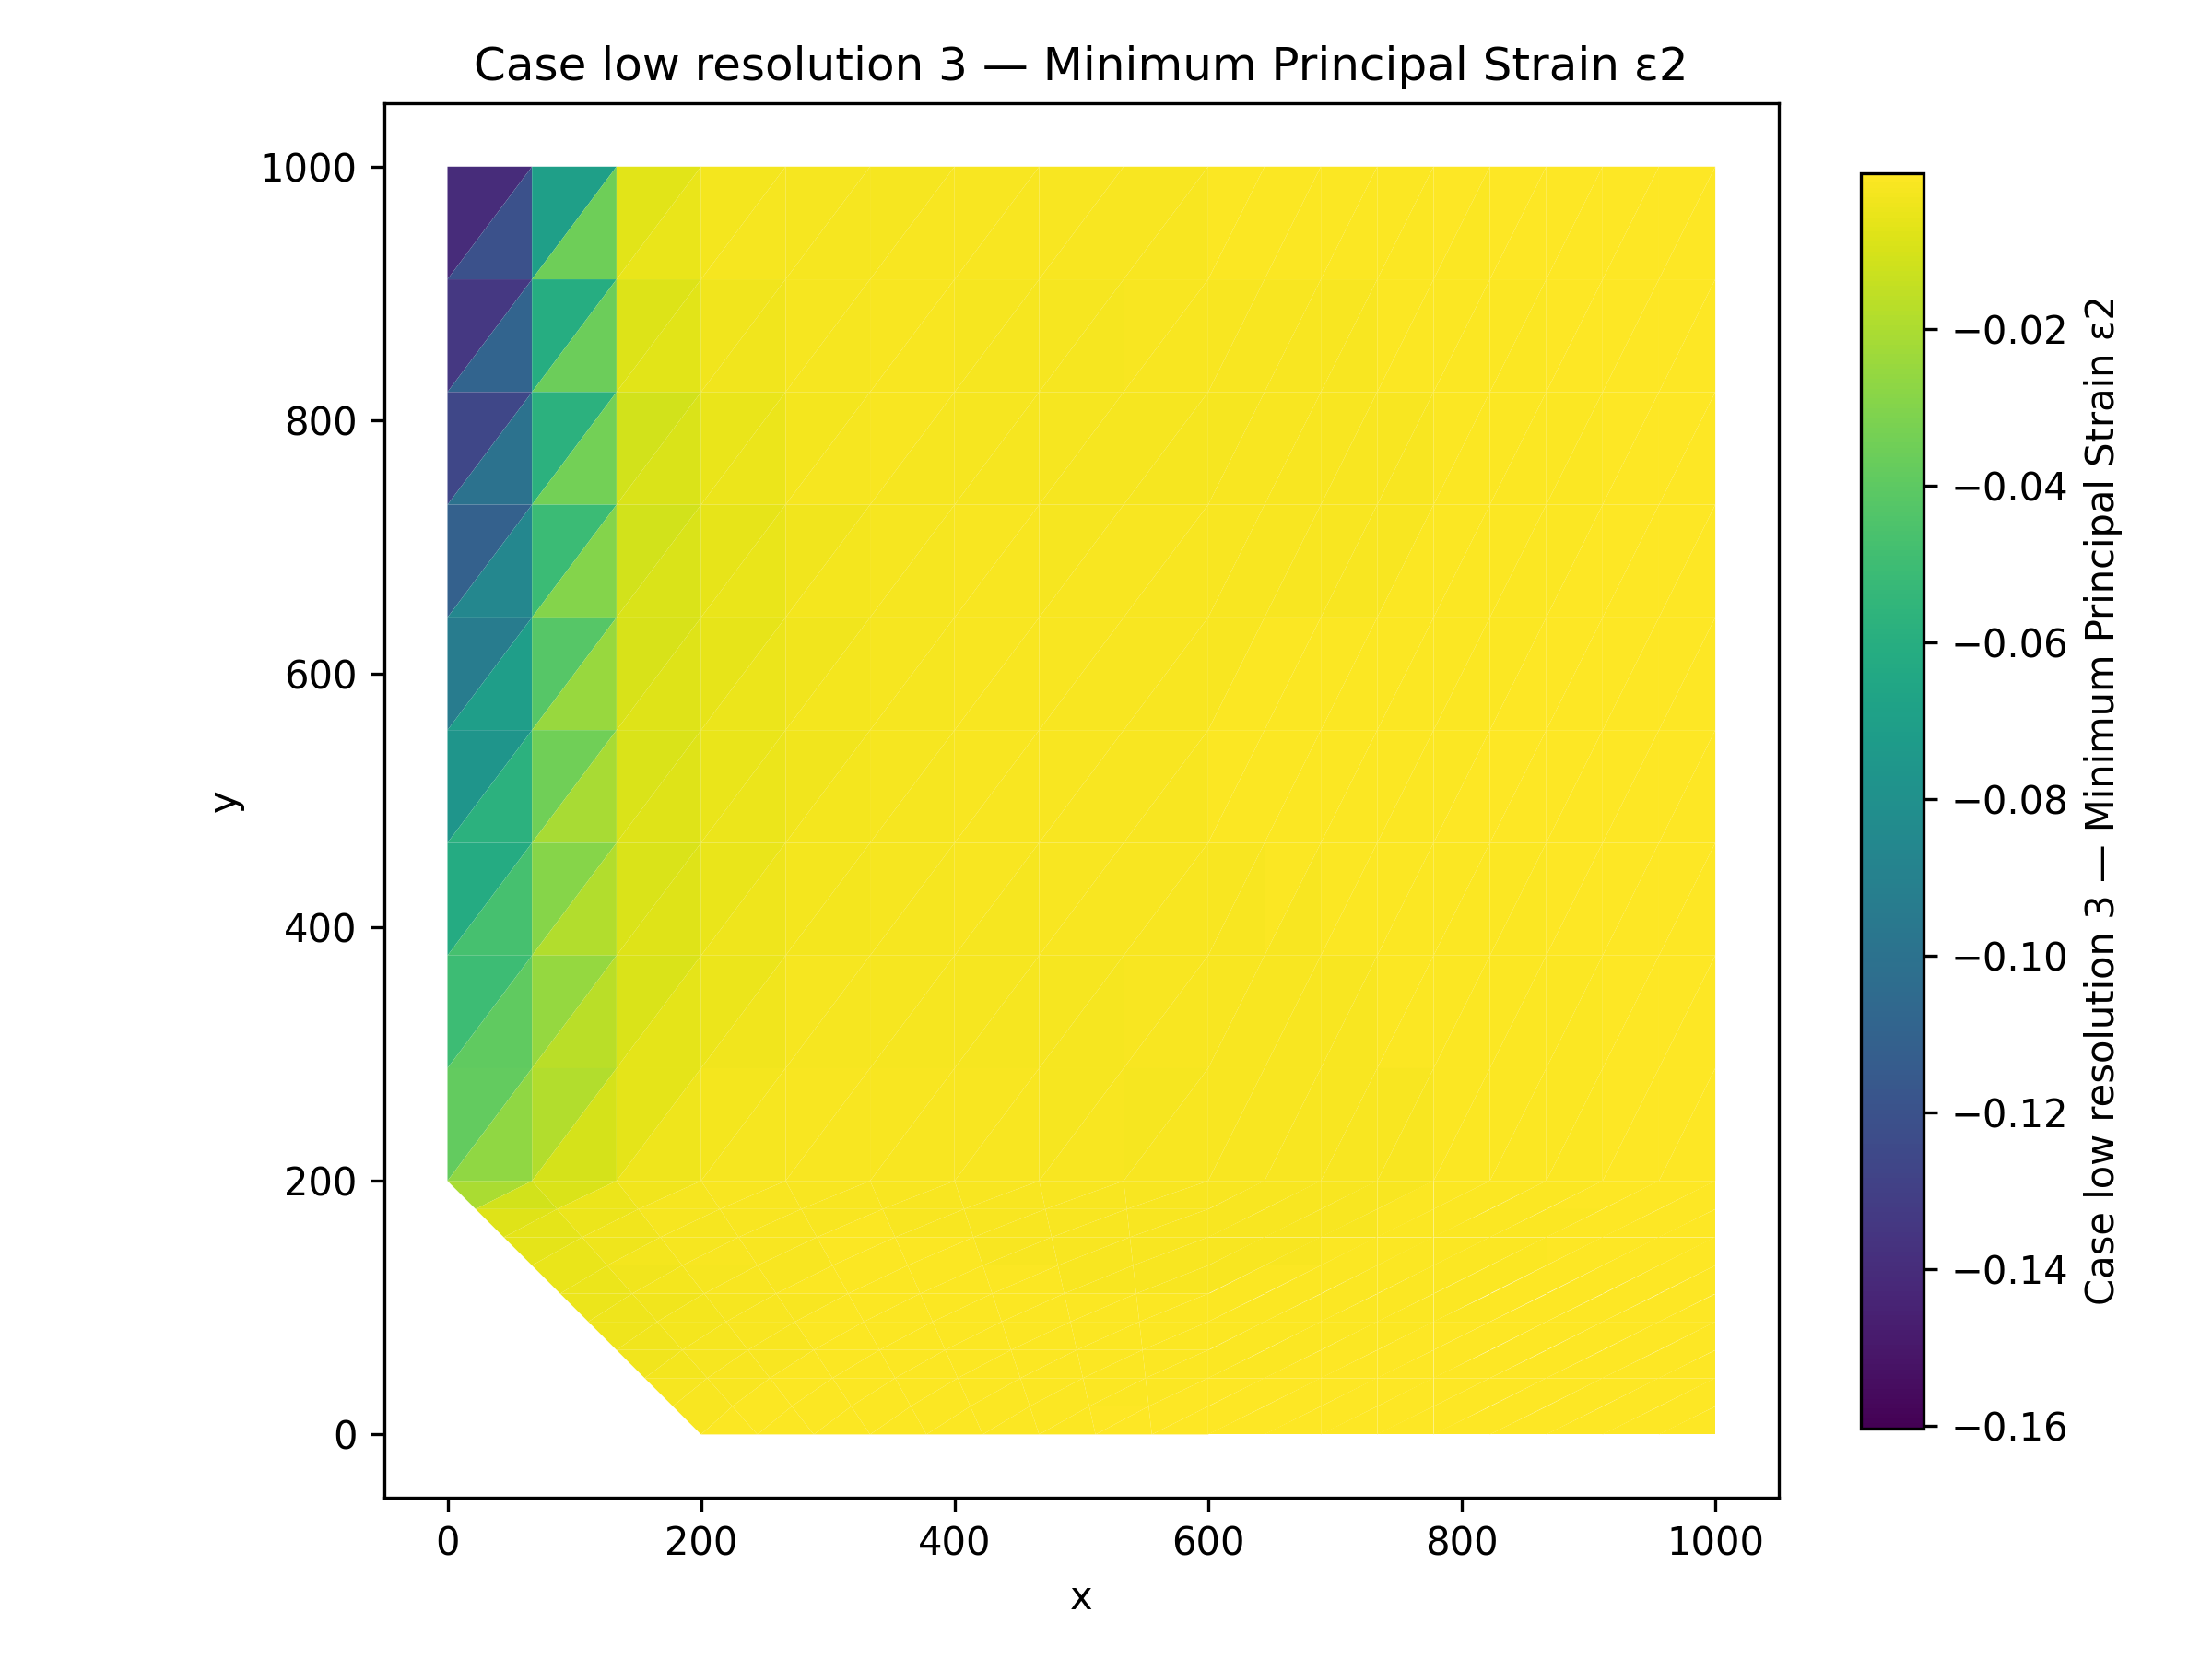 Case low resolution 3 — Minimum Principal Strain ε2
1000
800
600
400
200
0
y
0 200 400 600 800 1000
x
−0.02
−0.04
−0.06
−0.08
−0.10
−0.12
−0.14
−0.16
Case low resolution 3 — Minimum Principal Strain ε2